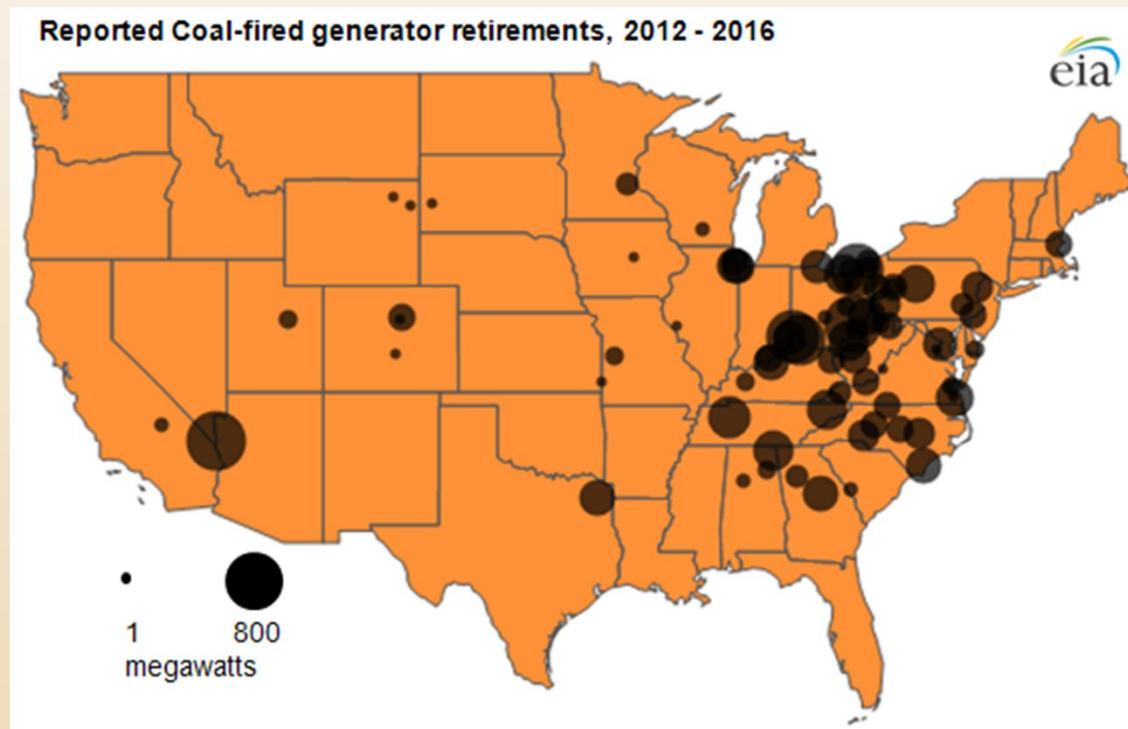 Reported Coal-fired generator retirements, 2012 - 2016
eia
1 800
megawatts